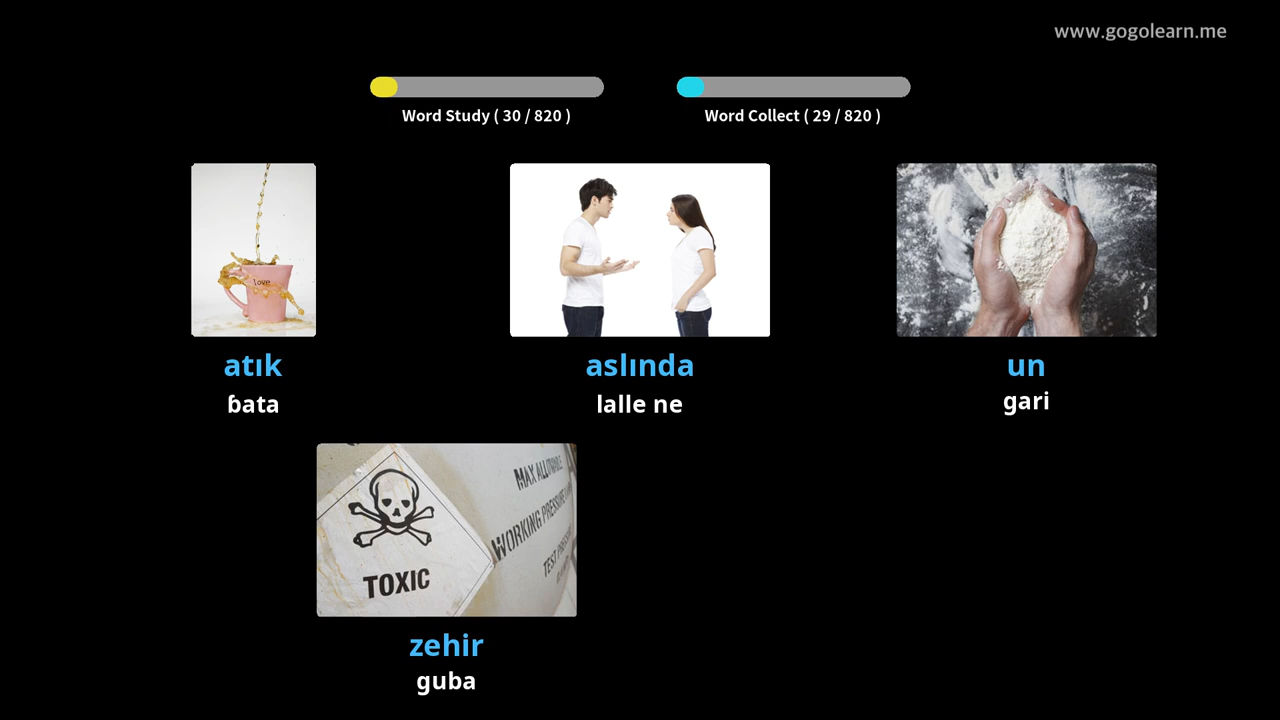 www.gogolearn.me
Word Study ( 30 / 820 )
Word Collect ( 29 / 820 )
love
atık
ɓata
aslında
lalle ne
un
gari
MAX ALLOWABLE
WORKING PRESSURE
TEST PRESSURE
TOXIC
zehir
guba